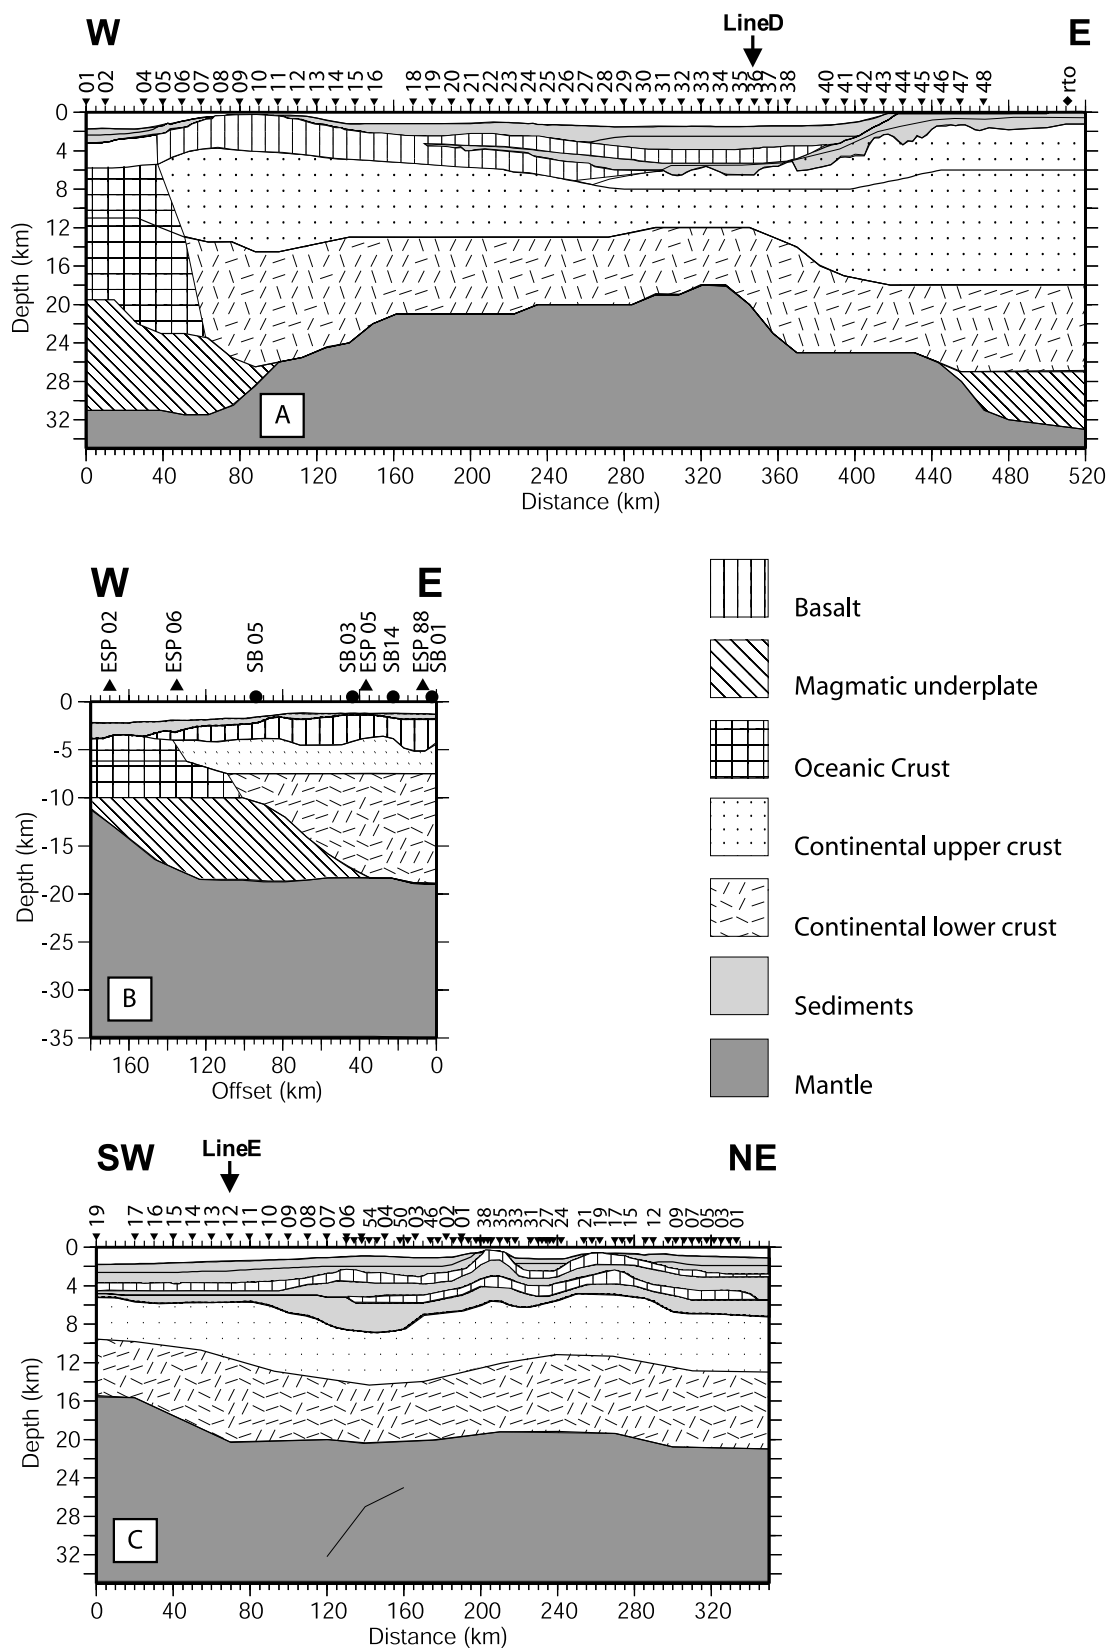 LineD
W E
01 02 04 05 06 07 08 09 10 11 12 13 14 15 16 18 19 20 21 22 23 24 25 26 27 28 29 30 31 32 33 34 35 36 37 38 40 41 42 43 44 45 46 47 48 rto
0
4
8
12
16
20
24
28
32
Depth (km)
A
0 40 80 120 160 200 240 280 320 360 400 440 480 520
Distance (km)
W E
ESP 02 ESP 06 SB 05 SB 03 ESP 05 SB14 ESP 88 SB 01
0
-5
-10
-15
-20
-25
-30
-35
Depth (km)
B
160 120 80 40 0
Offset (km)
Basalt
Magmatic underplate
Oceanic Crust
Continental upper crust
Continental lower crust
Sediments
Mantle
LineE
SW NE
19 17 16 15 14 13 12 11 10 09 08 07 06 54 04 50 03 46 02 01 38 35 33 31 27 24 21 19 17 15 12 09 07 05 03 01
0
4
8
12
16
20
24
28
32
Depth (km)
C
0 40 80 120 160 200 240 280 320
Distance (km)